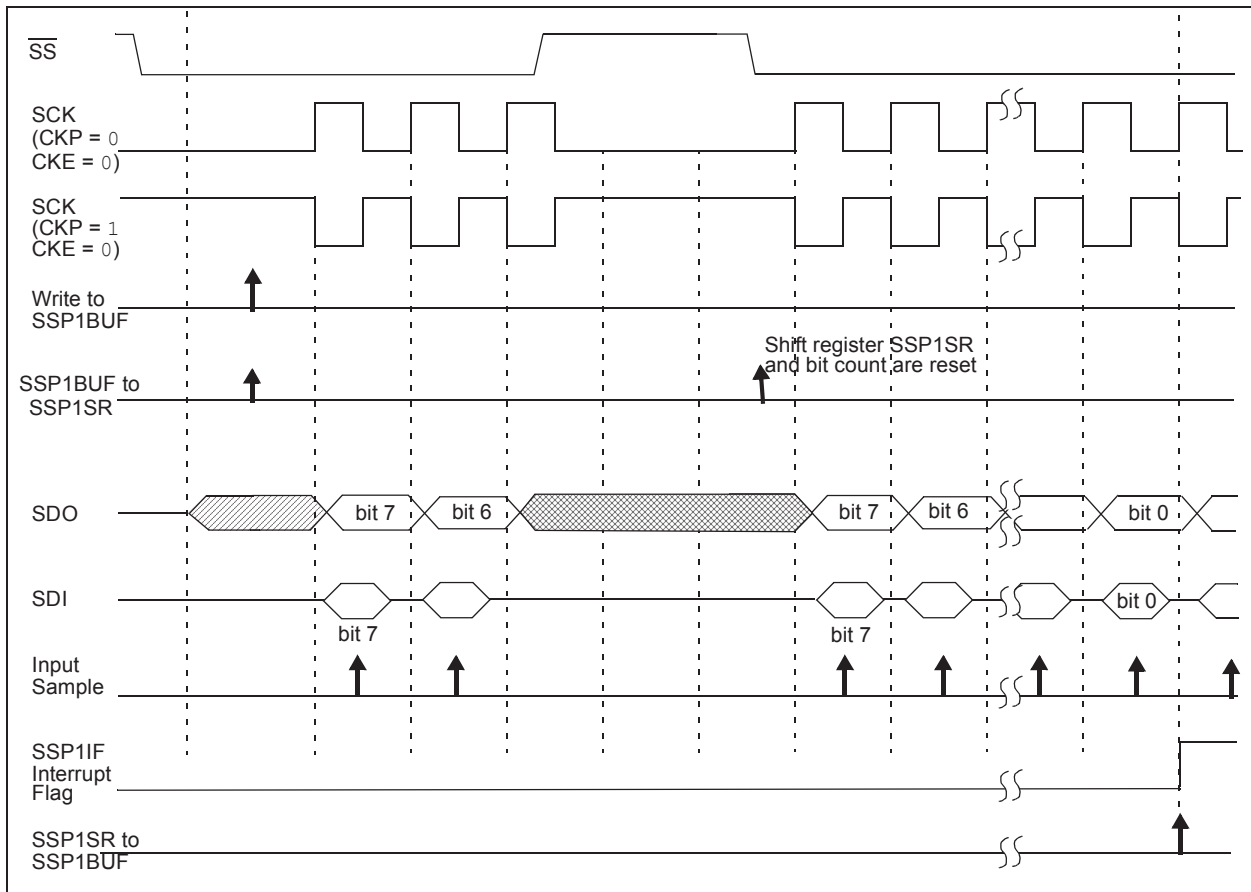 SS
SCK
(CKP = 0
CKE = 0)
SCK
(CKP = 1
CKE = 0)
Write to
SSP1BUF
Shift register SSP1SR
and bit count are reset
SSP1BUF to
SSP1SR
SDO
bit 7
bit 6
bit 7
bit 6
bit 0
SDI
bit 0
bit 7
bit 7
Input
Sample
SSP1IF
Interrupt
Flag
SSP1SR to
SSP1BUF